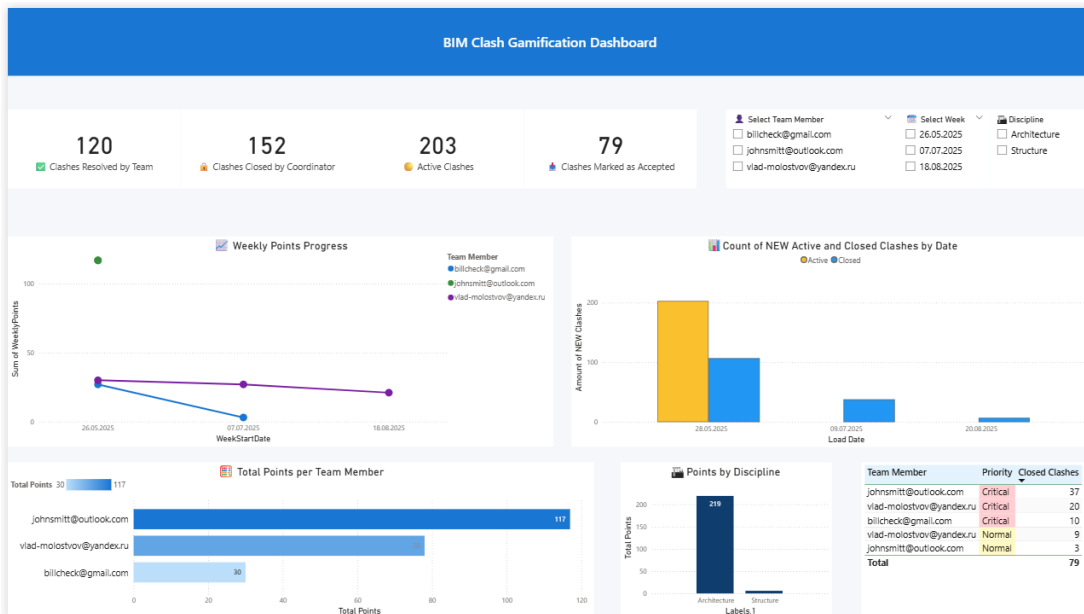 BIM Clash Gamification Dashboard
120
Clashes Resolved by Team
152
Clashes Closed by Coordinator
203
Active Clashes
79
Clashes Marked as Accepted
Select Team Member
billcheck@gmail.com
johnsmitt@outlook.com
vlad-molostvov@yandex.ru
Select Week
26.05.2025
07.07.2025
18.08.2025
Discipline
Architecture
Structure
Weekly Points Progress
Team Member
billcheck@gmail.com
johnsmitt@outlook.com
vlad-molostvov@yandex.ru
Sum of WeeklyPoints
100
50
0
26.05.2025
07.07.2025
18.08.2025
WeekStartDate
Count of NEW Active and Closed Clashes by Date
Active
Closed
Amount of NEW Clashes
200
100
0
28.05.2025
09.07.2025
20.08.2025
Load Date
Total Points per Team Member
Total Points 30 117
johnsmitt@outlook.com 117
vlad-molostvov@yandex.ru
billcheck@gmail.com 30
0 20 40 60 80 100 120
Total Points
Points by Discipline
Total Points
200
150
100
50
0
219
Architecture Structure
Labels.1
Team Member Priority Closed Clashes
johnsmitt@outlook.com Critical 37
vlad-molostvov@yandex.ru Critical 20
billcheck@gmail.com Critical 10
vlad-molostvov@yandex.ru Normal 9
johnsmitt@outlook.com Normal 3
Total 79